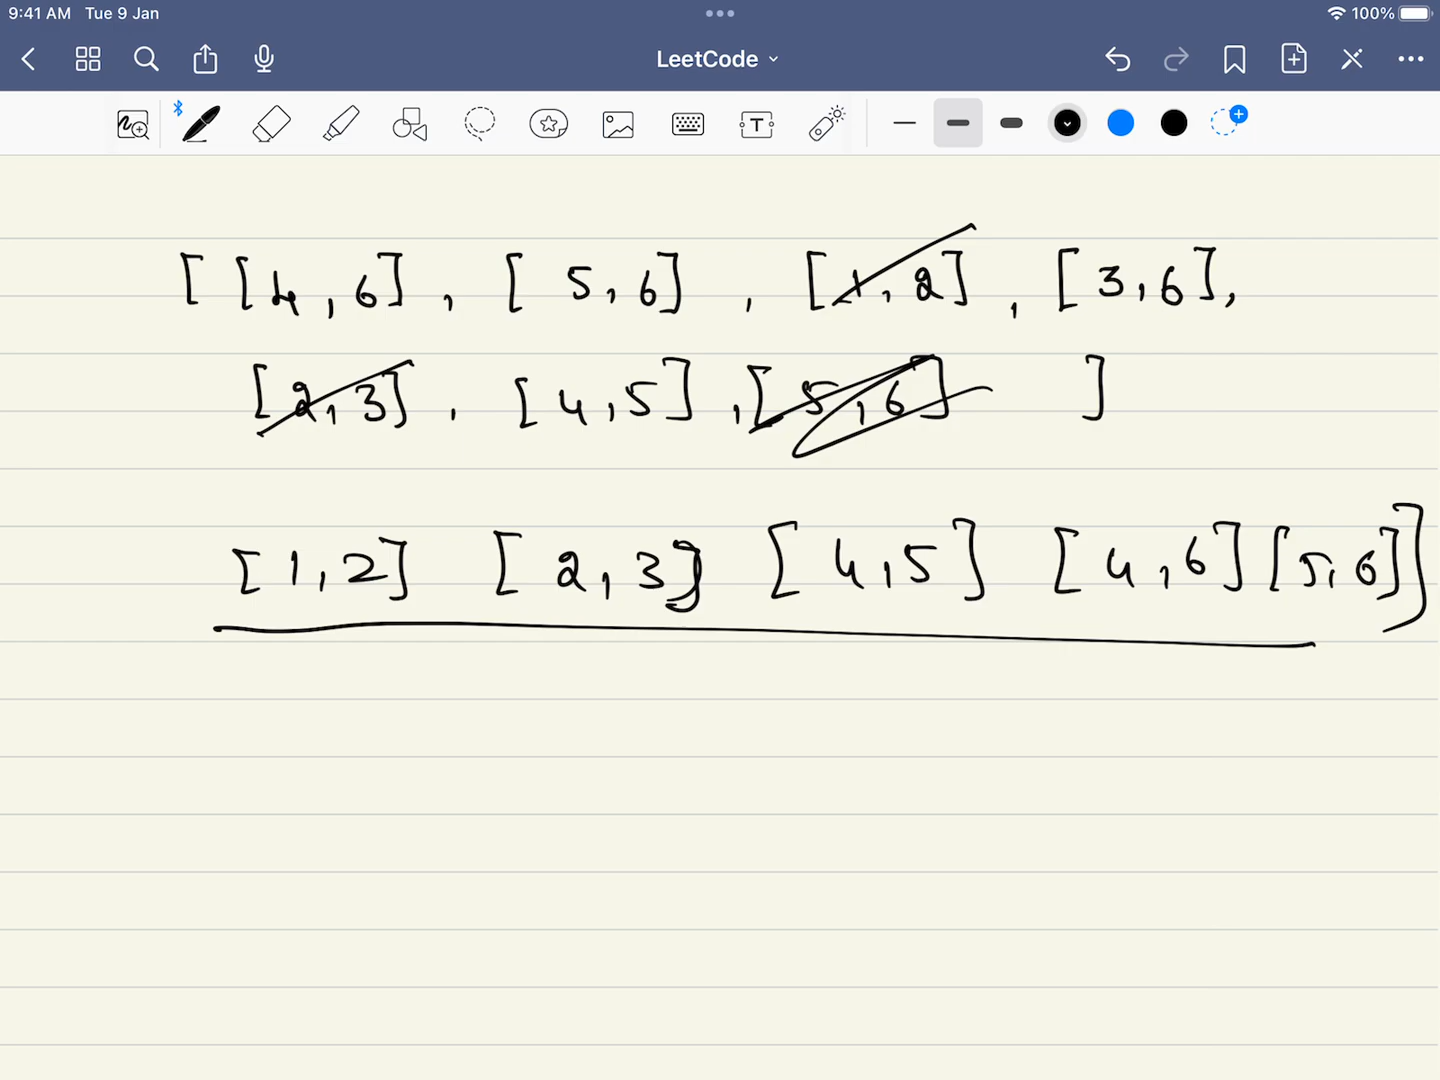 9:41 AM Tue 9 Jan 100%
LeetCode
T
[ [4,6], [5,6], [1,2], [3,6],
[2,3], [4,5], [5,6] ]
[1,2] [2,3] [4,5] [4,6] [5,6]]